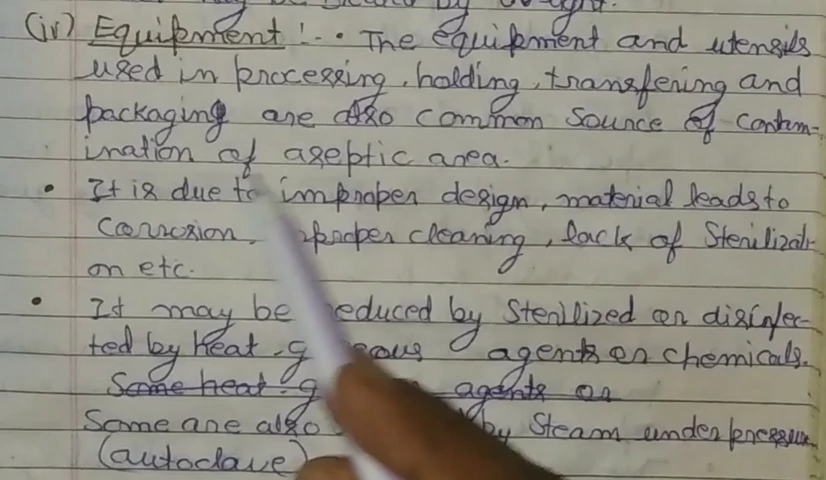 by
(iv) Equipment :- • The equipment and utensils
used in processing, holding, transfering and
packaging are also common source of contam-
ination of aseptic area.
• It is due to improper design, material leads to
Corrosion, proper cleaning, lack of Sterilizati-
on etc.
• It may be reduced by Sterilized or disinfec-
ted by heat, g eous agents or chemicals.
Some heat g agents or
Some are also by Steam under pressure
(autoclave)